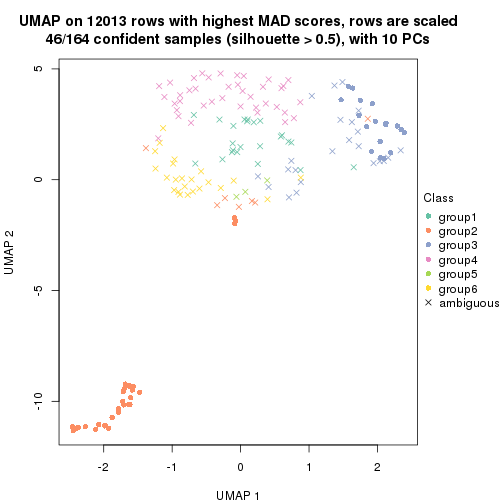 UMAP on 12013 rows with highest MAD scores, rows are scaled
46/164 confident samples (silhouette > 0.5), with 10 PCs
5
0
-5
-10
UMAP 2
-2
-1
0
1
2
UMAP 1
Class
group1
group2
group3
group4
group5
group6
ambiguous